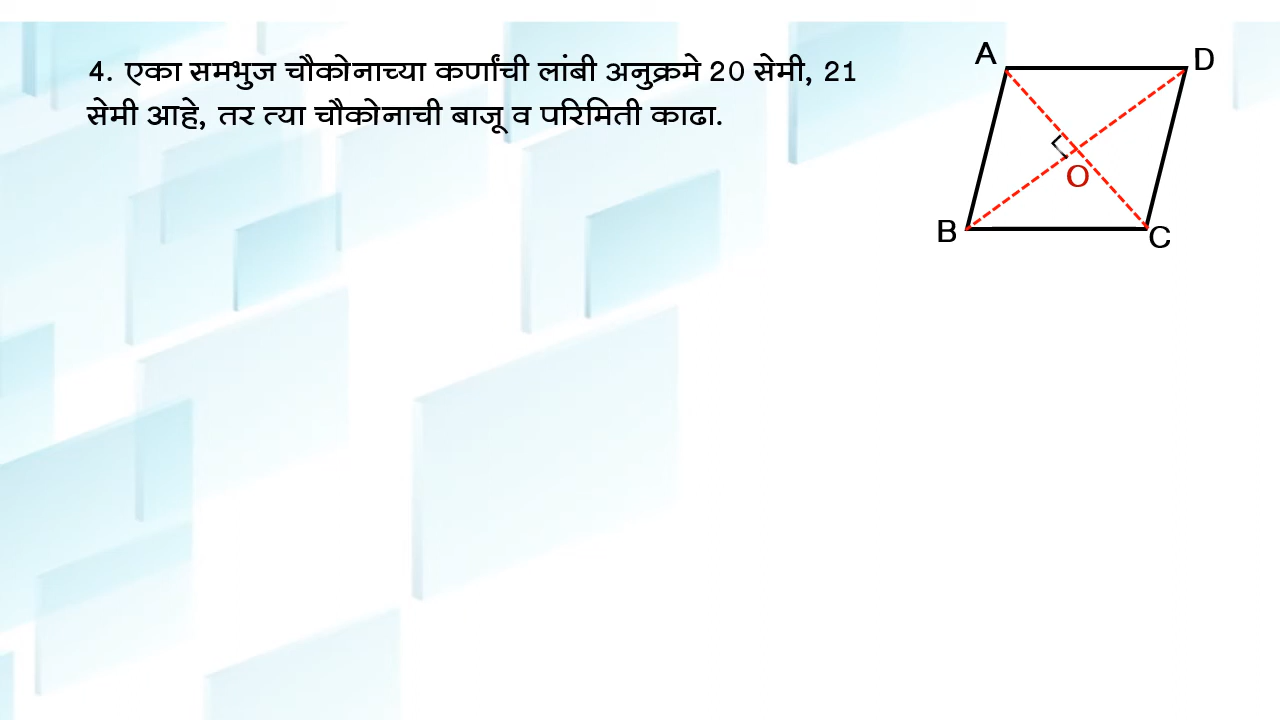 4. एका समभुज चौकोनाच्या कर्णांची लांबी अनुक्रमे 20 सेमी, 21
सेमी आहे, तर त्या चौकोनाची बाजू व परिमिती काढा.
A
D
O
B
C